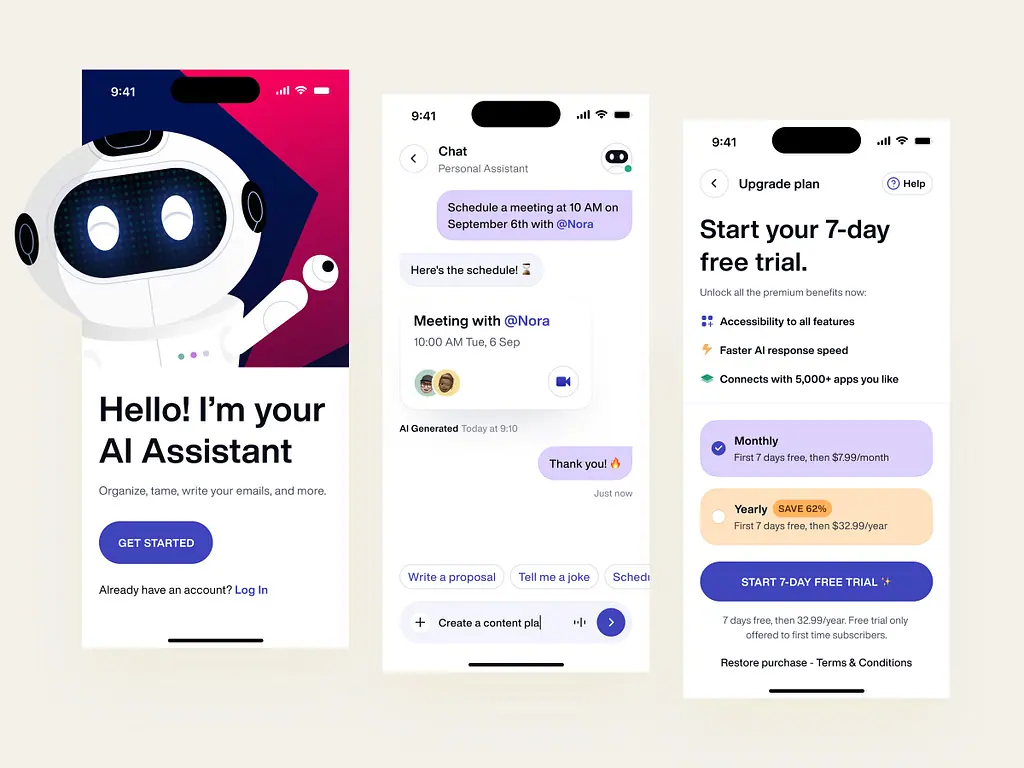 9:41
Hello! I’m your
AI Assistant
Organize, tame, write your emails, and more.
GET STARTED
Already have an account? Log In
9:41
Chat
Personal Assistant
Schedule a meeting at 10 AM on
September 6th with @Nora
Here's the schedule! ⏳
Meeting with @Nora
10:00 AM Tue, 6 Sep
AI Generated Today at 9:10
Thank you! 🔥
Just now
Write a proposal
Tell me a joke
Schedu
Create a content pla
9:41
Upgrade plan
Help
Start your 7-day
free trial.
Unlock all the premium benefits now:
Accessibility to all features
Faster AI response speed
Connects with 5,000+ apps you like
Monthly
First 7 days free, then $7.99/month
Yearly SAVE 62%
First 7 days free, then $32.99/year
START 7-DAY FREE TRIAL ✨
7 days free, then 32.99/year. Free trial only
offered to first time subscribers.
Restore purchase - Terms & Conditions